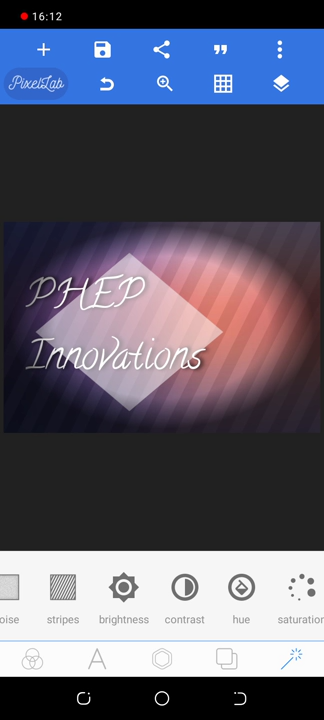 16:12
PixelLab
PHEP
Innovations
oise
stripes
brightness
contrast
hue
saturation